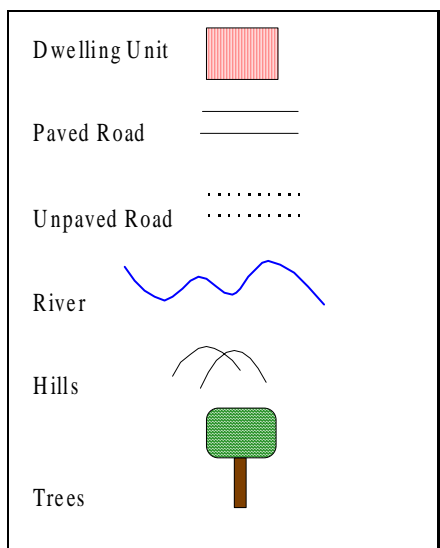 Dwelling Unit
Paved Road
Unpaved Road
River
Hills
Trees